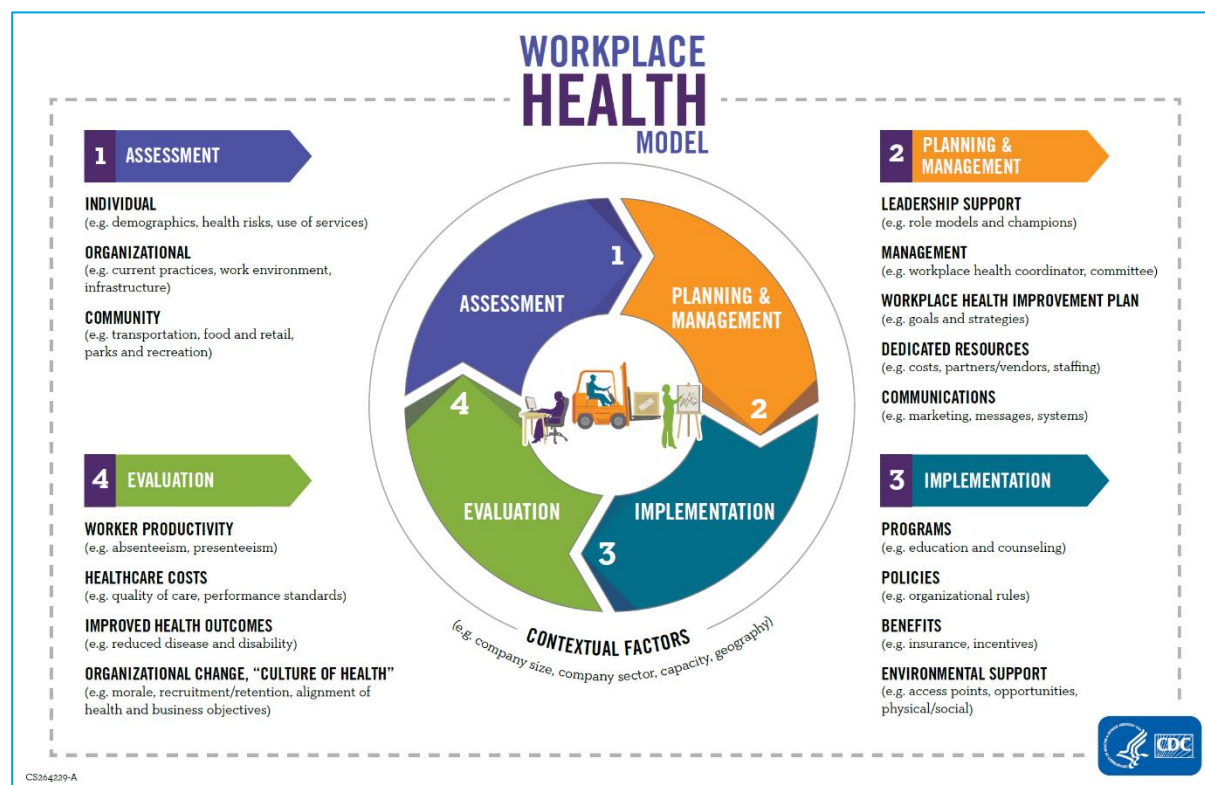 WORKPLACE
HEALTH
MODEL
1 ASSESSMENT
INDIVIDUAL
(e.g. demographics, health risks, use of services)
ORGANIZATIONAL
(e.g. current practices, work environment,
infrastructure)
COMMUNITY
(e.g. transportation, food and retail,
parks and recreation)
2 PLANNING &
MANAGEMENT
LEADERSHIP SUPPORT
(e.g. role models and champions)
MANAGEMENT
(e.g. workplace health coordinator, committee)
WORKPLACE HEALTH IMPROVEMENT PLAN
(e.g. goals and strategies)
DEDICATED RESOURCES
(e.g. costs, partners/vendors, staffing)
COMMUNICATIONS
(e.g. marketing, messages, systems)
1
ASSESSMENT
PLANNING &
MANAGEMENT
2
IMPLEMENTATION
3
EVALUATION
4
CONTEXTUAL FACTORS
(e.g. company size, company sector, capacity, geography)
3 IMPLEMENTATION
PROGRAMS
(e.g. education and counseling)
POLICIES
(e.g. organizational rules)
BENEFITS
(e.g. insurance, incentives)
ENVIRONMENTAL SUPPORT
(e.g. access points, opportunities,
physical/social)
4 EVALUATION
WORKER PRODUCTIVITY
(e.g. absenteeism, presenteeism)
HEALTHCARE COSTS
(e.g. quality of care, performance standards)
IMPROVED HEALTH OUTCOMES
(e.g. reduced disease and disability)
ORGANIZATIONAL CHANGE, “CULTURE OF HEALTH”
(e.g. morale, recruitment/retention, alignment of
health and business objectives)
CDC
CS264229-A